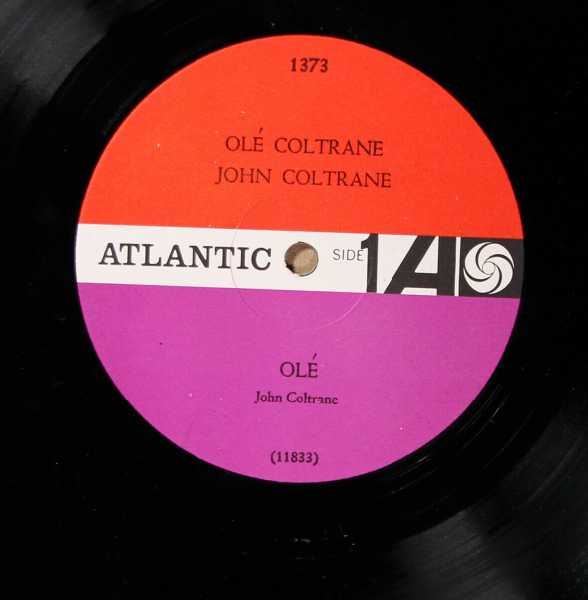 1373
OLÉ COLTRANE
JOHN COLTRANE
ATLANTIC SIDE 1 A
OLÉ
John Coltrane
(11833)